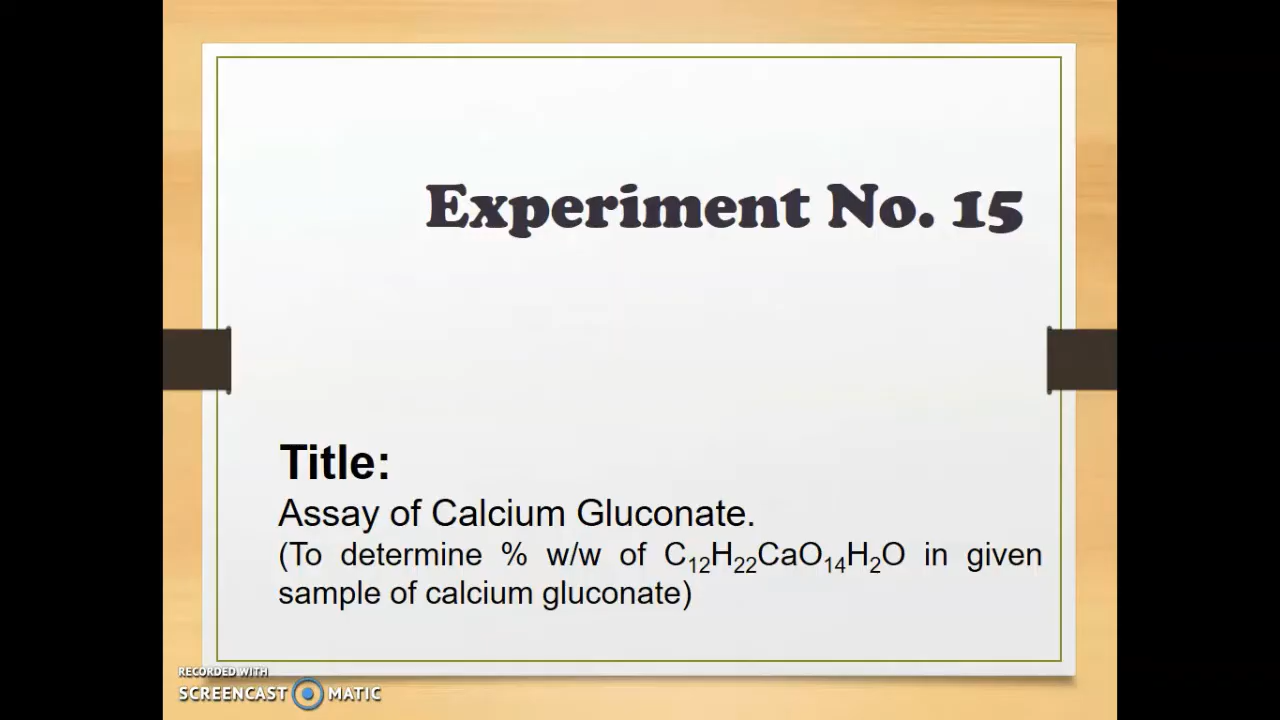 Experiment No. 15
Title:
Assay of Calcium Gluconate.
(To determine % w/w of C₁₂H₂₂CaO₁₄H₂O in given
sample of calcium gluconate)
RECORDED WITH
SCREENCAST MATIC